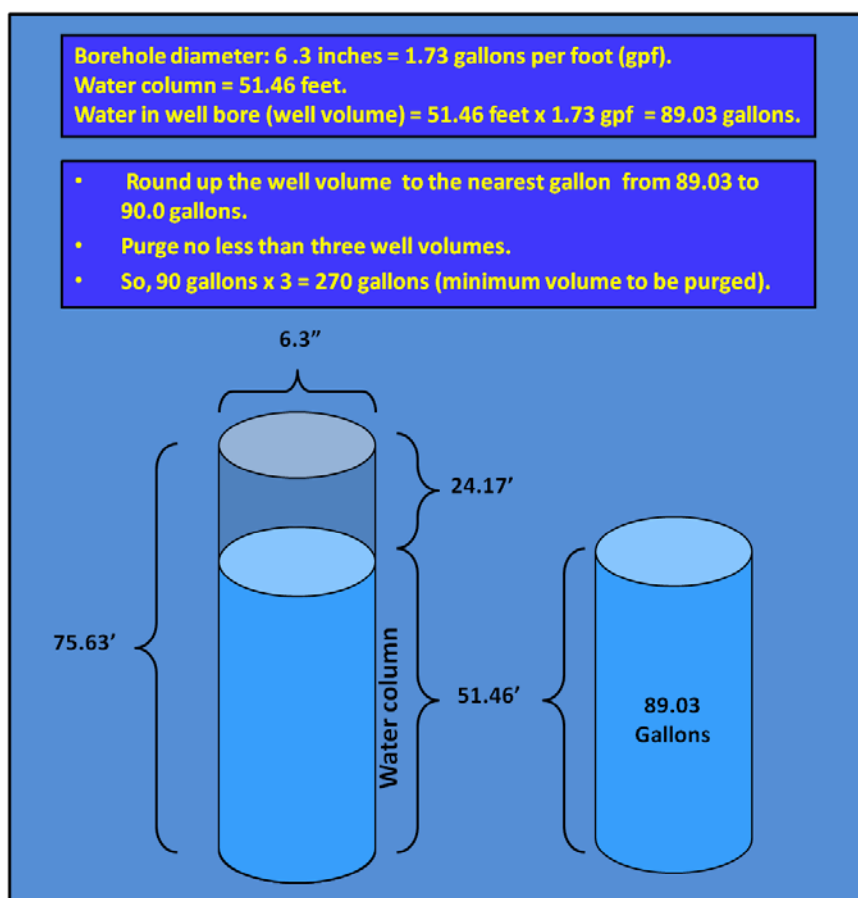 Borehole diameter: 6 .3 inches = 1.73 gallons per foot (gpf).
Water column = 51.46 feet.
Water in well bore (well volume) = 51.46 feet x 1.73 gpf = 89.03 gallons.
• Round up the well volume to the nearest gallon from 89.03 to
90.0 gallons.
• Purge no less than three well volumes.
• So, 90 gallons x 3 = 270 gallons (minimum volume to be purged).
6.3”
24.17’
75.63’
Water column
51.46’
89.03
Gallons